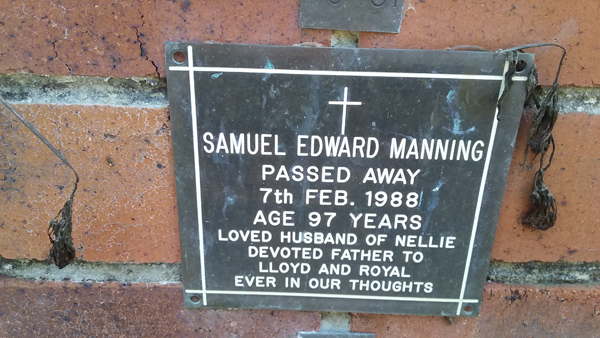 SAMUEL EDWARD MANNING
PASSED AWAY
7th FEB. 1988
AGE 97 YEARS
LOVED HUSBAND OF NELLIE
DEVOTED FATHER TO
LLOYD AND ROYAL
EVER IN OUR THOUGHTS